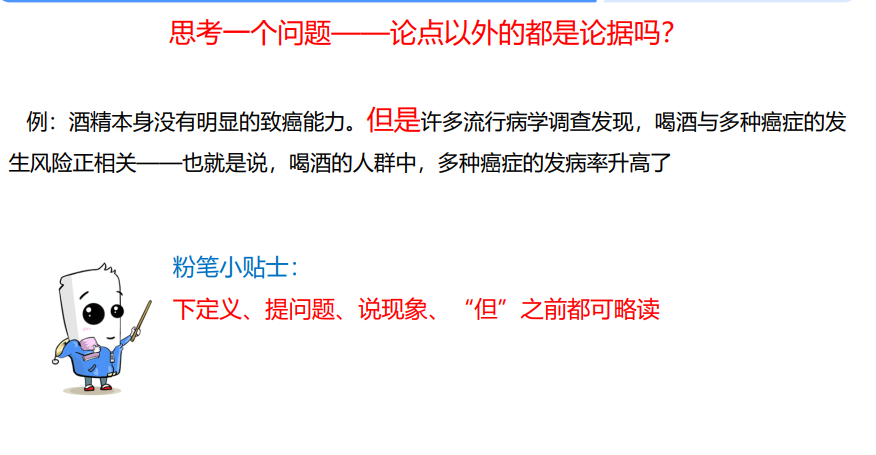 思考一个问题——论点以外的都是论据吗？
例：酒精本身没有明显的致癌能力。但是许多流行病学调查发现，喝酒与多种癌症的发
生风险正相关——也就是说，喝酒的人群中，多种癌症的发病率升高了
粉笔小贴士：
下定义、提问题、说现象、“但”之前都可略读